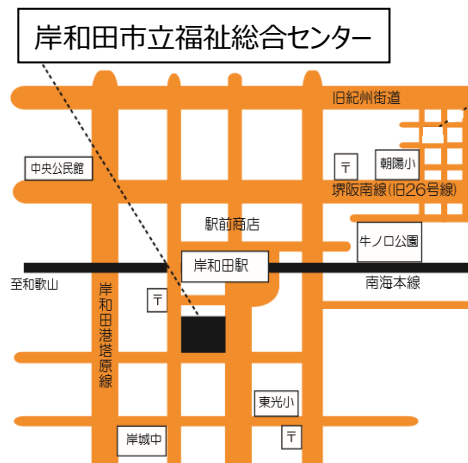 岸和田市立福祉総合センター
旧紀州街道
中央公民館
〒
朝陽小
堺阪南線(旧26号線)
駅前商店
牛ノ口公園
岸和田駅
至和歌山
南海本線
〒
岸和田港塔原線
東光小
岸城中
〒